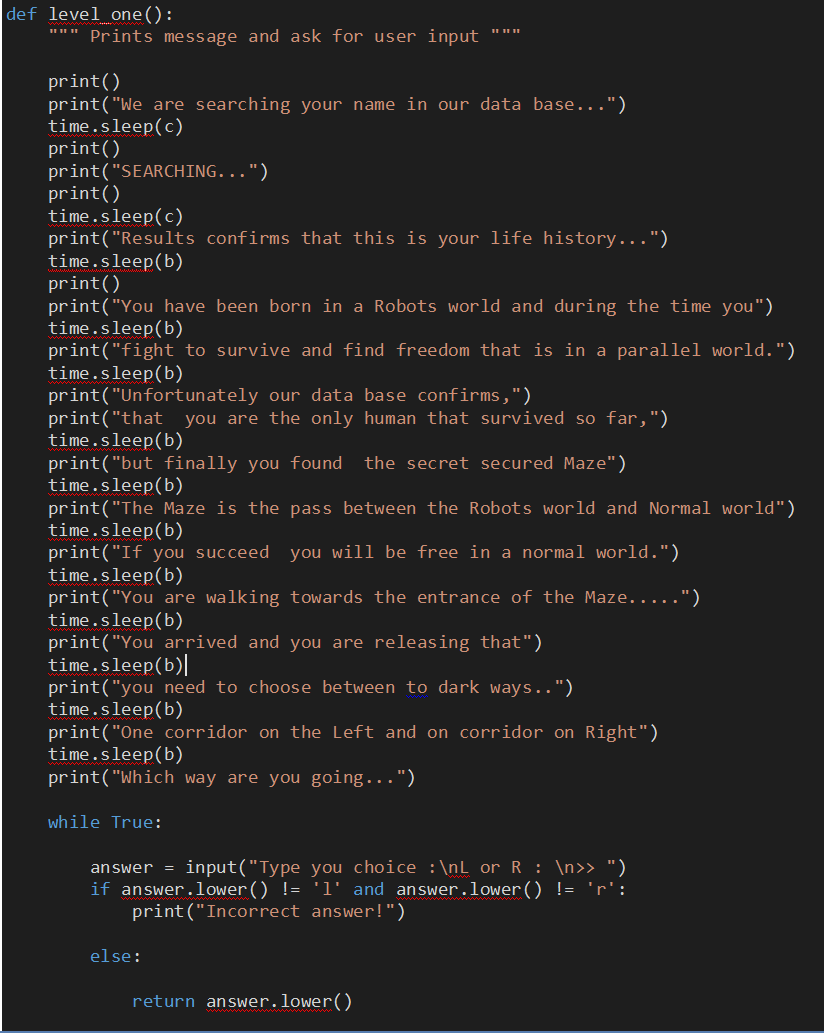 def level_one():
    """ Prints message and ask for user input """
    print()
    print("We are searching your name in our data base...")
    time.sleep(c)
    print()
    print("SEARCHING...")
    print()
    time.sleep(c)
    print("Results confirms that this is your life history...")
    time.sleep(b)
    print()
    print("You have been born in a Robots world and during the time you")
    time.sleep(b)
    print("fight to survive and find freedom that is in a parallel world.")
    time.sleep(b)
    print("Unfortunately our data base confirms,")
    print("that  you are the only human that survived so far,")
    time.sleep(b)
    print("but finally you found  the secret secured Maze")
    time.sleep(b)
    print("The Maze is the pass between the Robots world and Normal world")
    time.sleep(b)
    print("If you succeed  you will be free in a normal world.")
    time.sleep(b)
    print("You are walking towards the entrance of the Maze.....")
    time.sleep(b)
    print("You arrived and you are releasing that")
    time.sleep(b)
    print("you need to choose between to dark ways..")
    time.sleep(b)
    print("One corridor on the Left and on corridor on Right")
    time.sleep(b)
    print("Which way are you going...")
    while True:
        answer = input("Type you choice :\nL or R : \n>> ")
        if answer.lower() != 'l' and answer.lower() != 'r':
            print("Incorrect answer!")
        else:
            return answer.lower()